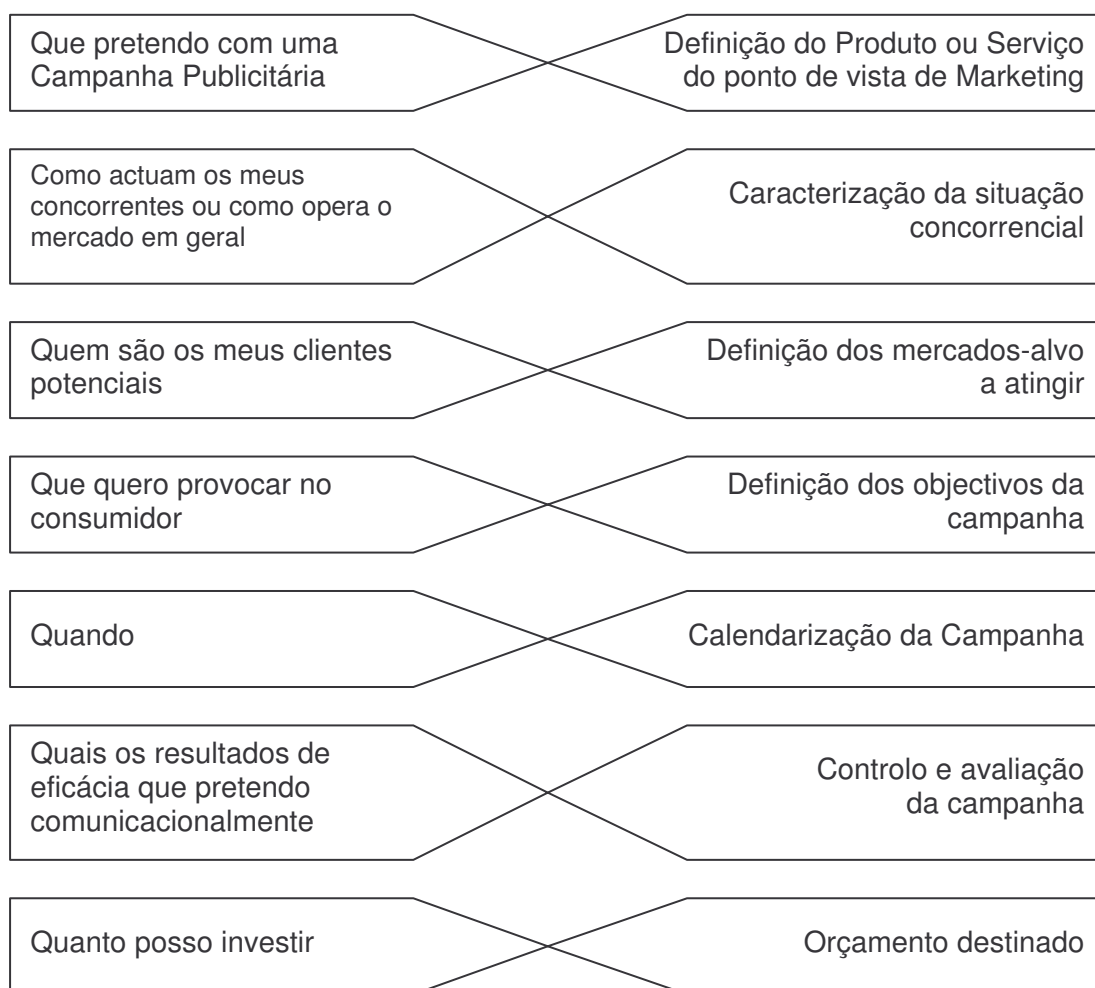 Que pretendo com uma
Campanha Publicitária
Definição do Produto ou Serviço
do ponto de vista de Marketing
Como actuam os meus
concorrentes ou como opera o
mercado em geral
Caracterização da situação
concorrencial
Quem são os meus clientes
potenciais
Definição dos mercados-alvo
a atingir
Que quero provocar no
consumidor
Definição dos objectivos da
campanha
Quando
Calendarização da Campanha
Quais os resultados de
eficácia que pretendo
comunicacionalmente
Controlo e avaliação
da campanha
Quanto posso investir
Orçamento destinado